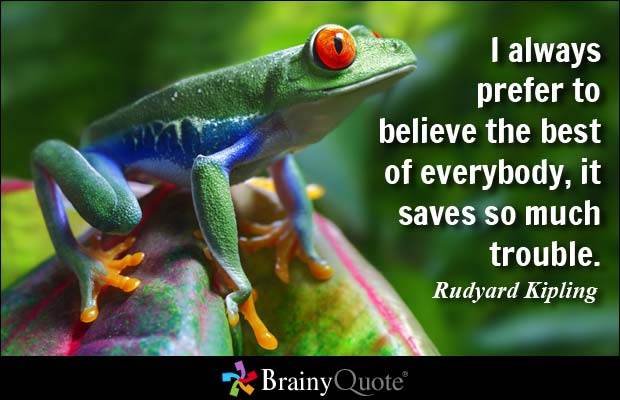 I always
prefer to
believe the best
of everybody, it
saves so much
trouble.
Rudyard Kipling
BrainyQuote®